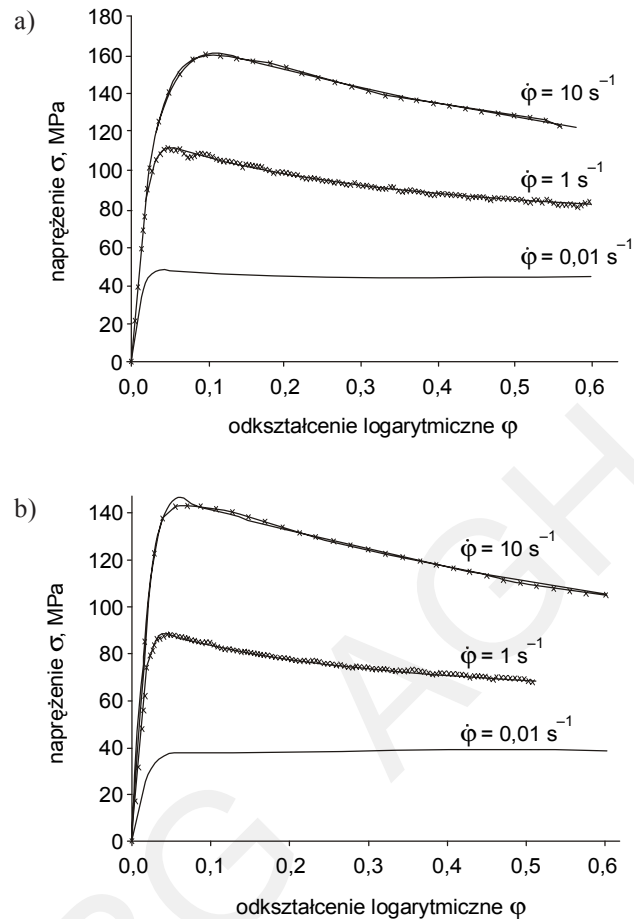 a)
180
160
140
120
100
80
60
40
20
0
naprężenie σ, MPa
φ̇ = 10 s⁻¹
φ̇ = 1 s⁻¹
φ̇ = 0,01 s⁻¹
0,0 0,1 0,2 0,3 0,4 0,5 0,6
odkształcenie logarytmiczne φ
b)
140
120
100
80
60
40
20
0
naprężenie σ, MPa
φ̇ = 10 s⁻¹
φ̇ = 1 s⁻¹
φ̇ = 0,01 s⁻¹
0,0 0,1 0,2 0,3 0,4 0,5 0,6
odkształcenie logarytmiczne φ
AGH